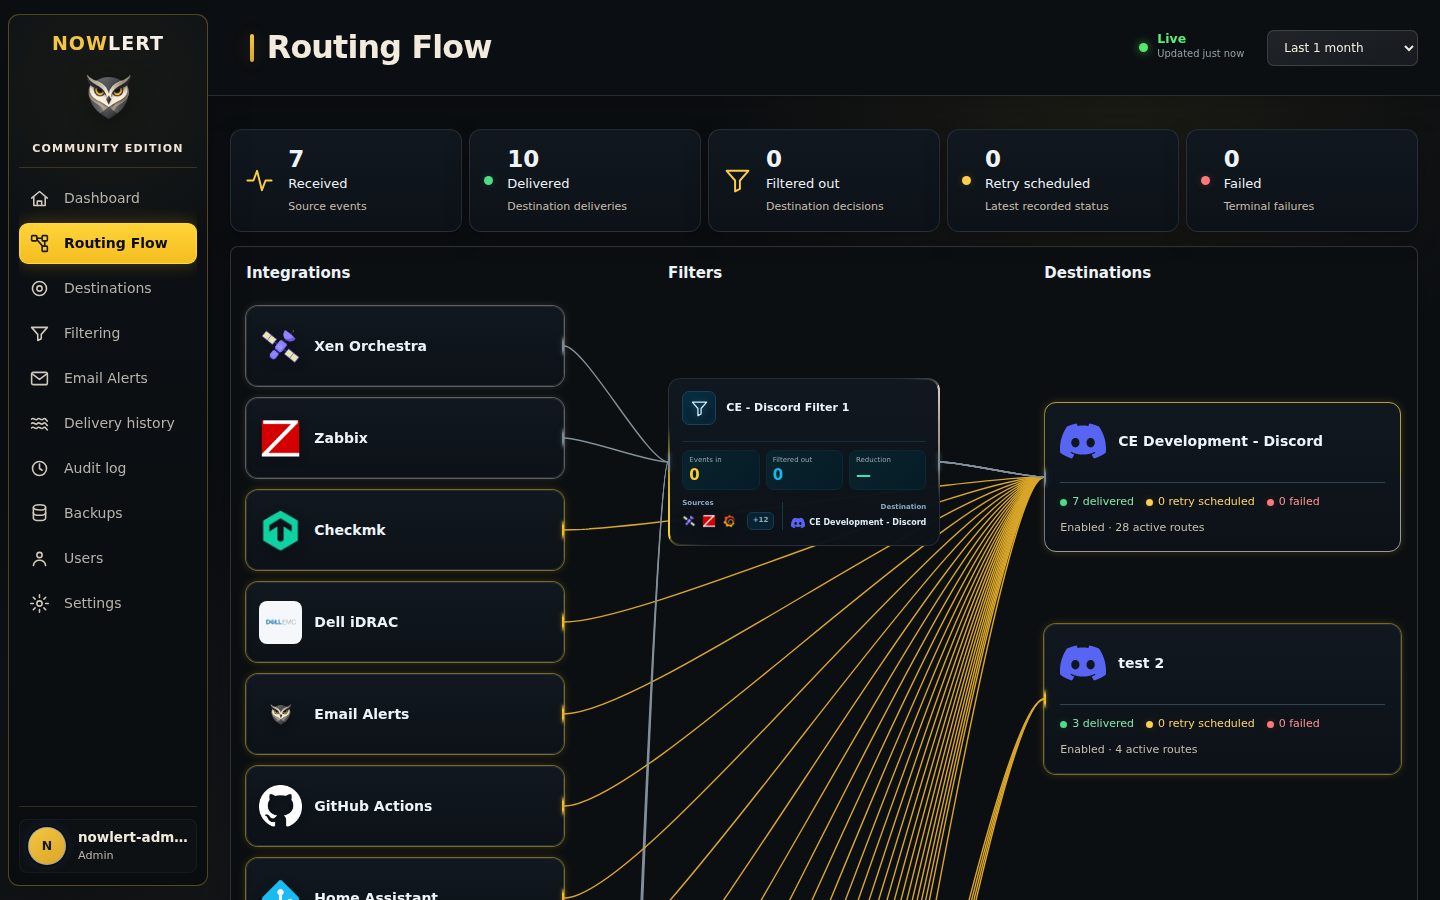 NOWLERT
COMMUNITY EDITION
Dashboard
Routing Flow
Destinations
Filtering
Email Alerts
Delivery history
Audit log
Backups
Users
Settings
N
nowlert-adm...
Admin
Routing Flow
Live
Updated just now
Last 1 month
7
Received
Source events
10
Delivered
Destination deliveries
0
Filtered out
Destination decisions
0
Retry scheduled
Latest recorded status
0
Failed
Terminal failures
Integrations
Xen Orchestra
Zabbix
Checkmk
DELLEMC
Dell iDRAC
Email Alerts
GitHub Actions
Home Assistant
Filters
CE - Discord Filter 1
Events in
0
Filtered out
0
Reduction
—
Sources
+12
Destination
CE Development - Discord
Destinations
CE Development - Discord
7 delivered 0 retry scheduled 0 failed
Enabled · 28 active routes
test 2
3 delivered 0 retry scheduled 0 failed
Enabled · 4 active routes